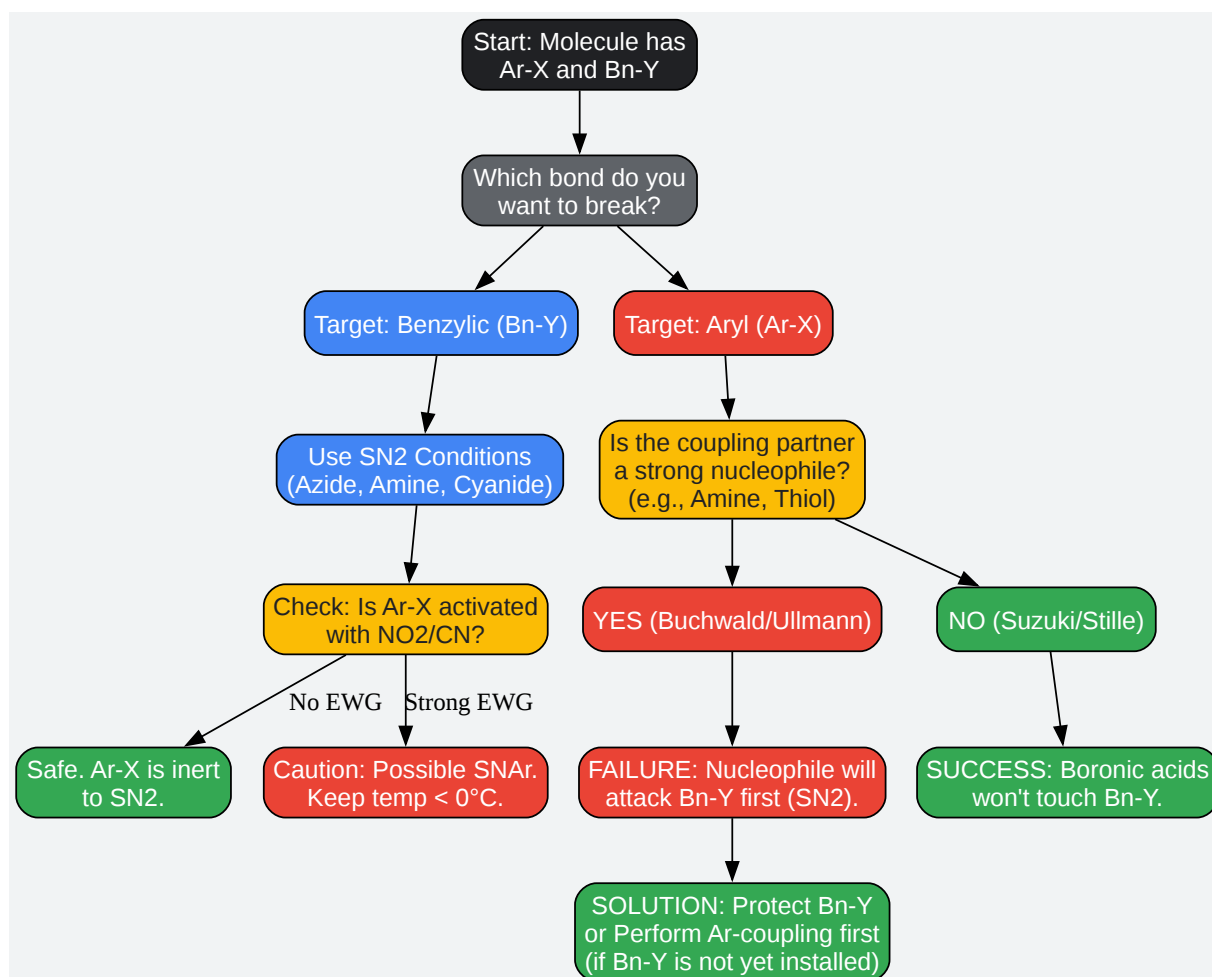 Start: Molecule has
Ar-X and Bn-Y
Which bond do you
want to break?
Target: Benzylic (Bn-Y)
Target: Aryl (Ar-X)
Use SN2 Conditions
(Azide, Amine, Cyanide)
Is the coupling partner
a strong nucleophile?
(e.g., Amine, Thiol)
Check: Is Ar-X activated
with NO2/CN?
YES (Buchwald/Ullmann)
NO (Suzuki/Stille)
No EWG
Strong EWG
Safe. Ar-X is inert
to SN2.
Caution: Possible SNAr.
Keep temp < 0°C.
FAILURE: Nucleophile will
attack Bn-Y first (SN2).
SUCCESS: Boronic acids
won't touch Bn-Y.
SOLUTION: Protect Bn-Y
or Perform Ar-coupling first
(if Bn-Y is not yet installed)